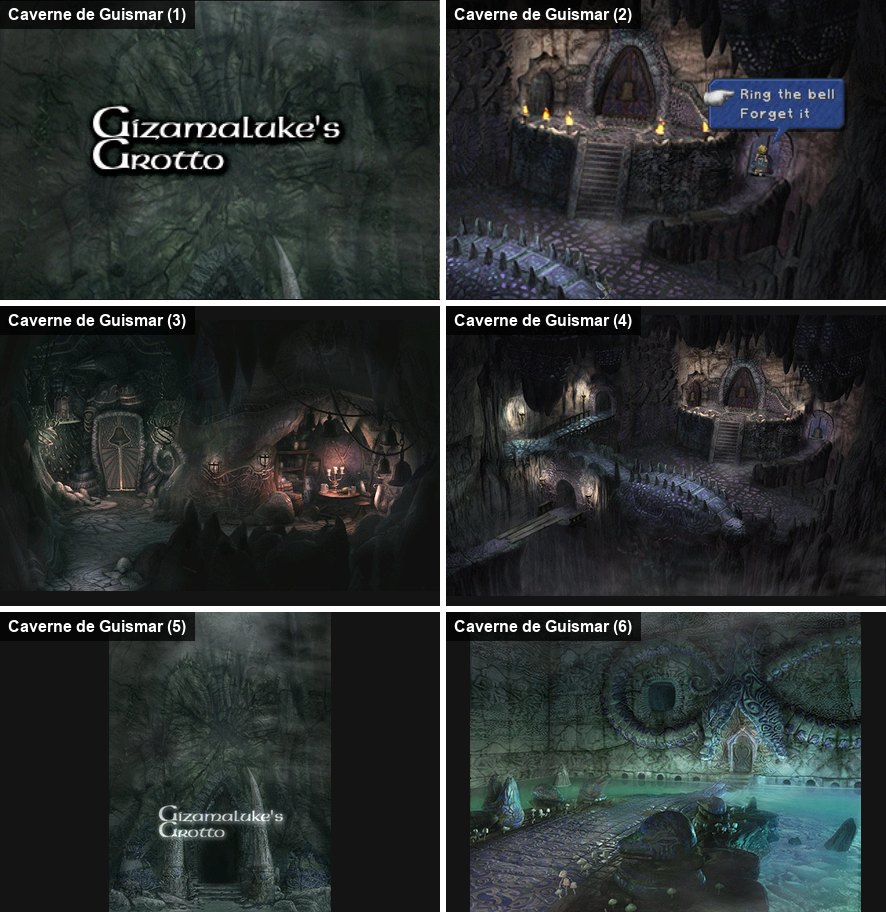 Caverne de Guismar (1)
Gizamaluke's
Grotto
Caverne de Guismar (2)
Ring the bell
Forget it
Caverne de Guismar (3)
Caverne de Guismar (4)
Caverne de Guismar (5)
Gizamaluke's
Grotto
Caverne de Guismar (6)